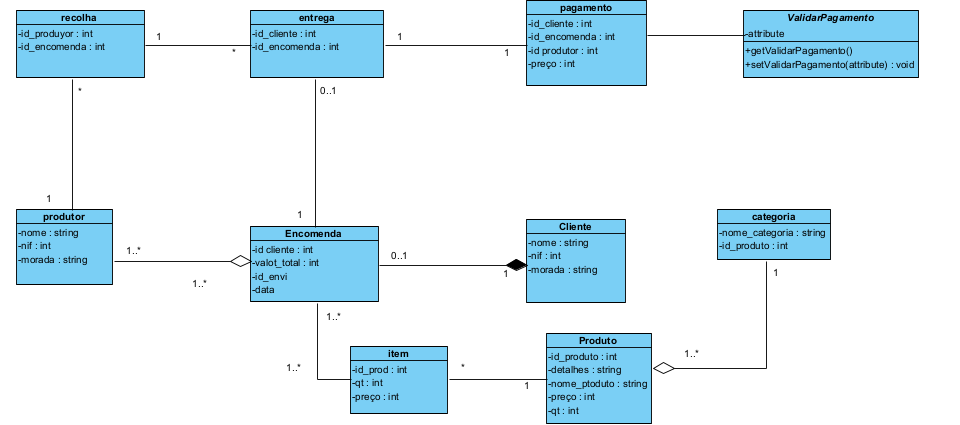 recolha
-id_produyor : int
-id_encomenda : int
1
*
entrega
-id_cliente : int
-id_encomenda : int
1
1
pagamento
-id_cliente : int
-id_encomenda : int
-id produtor : int
-preço : int
ValidarPagamento
-attribute
+getValidarPagamento()
+setValidarPagamento(attribute) : void
*
1
0..1
1
produtor
-nome : string
-nif : int
-morada : string
1..*
1..*
Encomenda
-id cliente : int
-valot_total : int
-id_envi
-data
0..1
1
Cliente
-nome : string
-nif : int
-morada : string
categoria
-nome_categoria : string
-id_produto : int
1
1..*
1..*
1..*
item
-id_prod : int
-qt : int
-preço : int
*
1
Produto
-id_produto : int
-detalhes : string
-nome_ptoduto : string
-preço : int
-qt : int